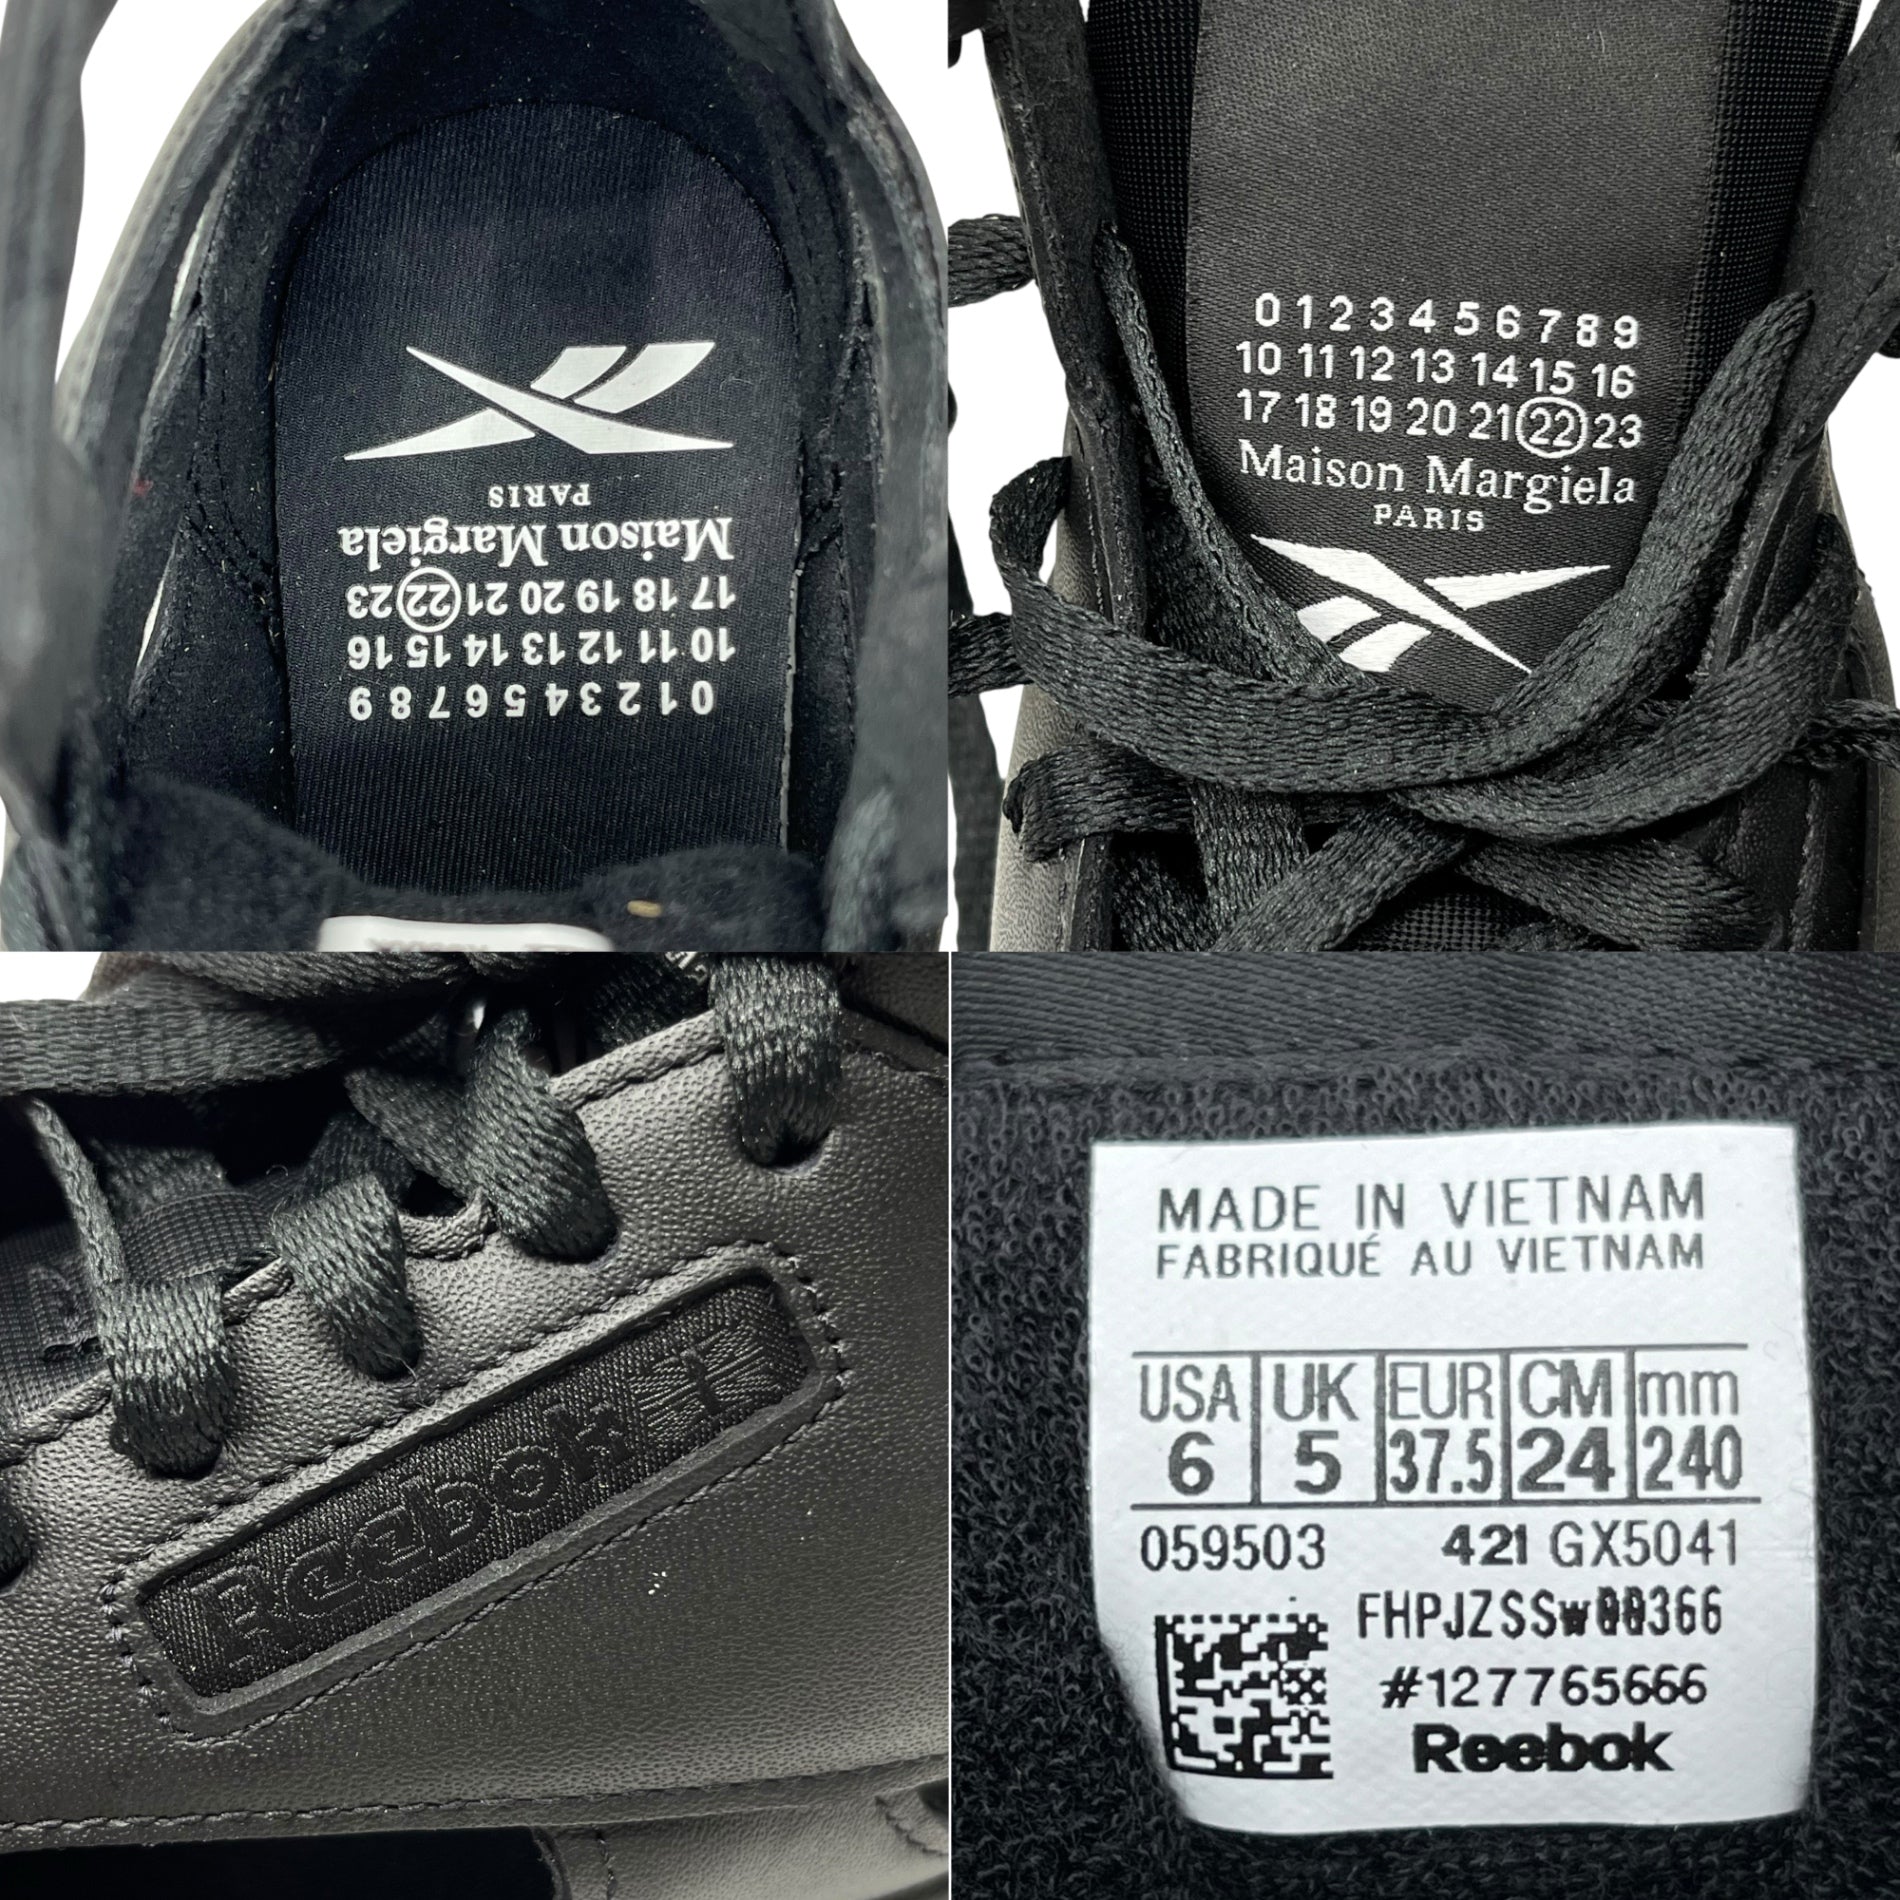 PARIS
Maison Margiela
17 18 19 20 21 22 23
10 11 12 13 14 15 16
0 1 2 3 4 5 6 7 8 9
0 1 2 3 4 5 6 7 8 9
10 11 12 13 14 15 16
17 18 19 20 21 22 23
Maison Margiela
PARIS
Reebok
MADE IN VIETNAM
FABRIQUÉ AU VIETNAM
USA UK EUR CM mm
6 5 37.5 24 240
059503 421 GX5041
#127765666
Reebok